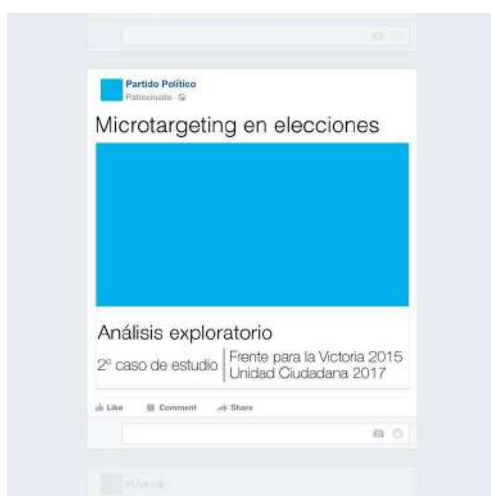 Partido Político
Patrocinado
Microtargeting en elecciones
Análisis exploratorio
2º caso de estudio
Frente para la Victoria 2015
Unidad Ciudadana 2017
Like Comment Share